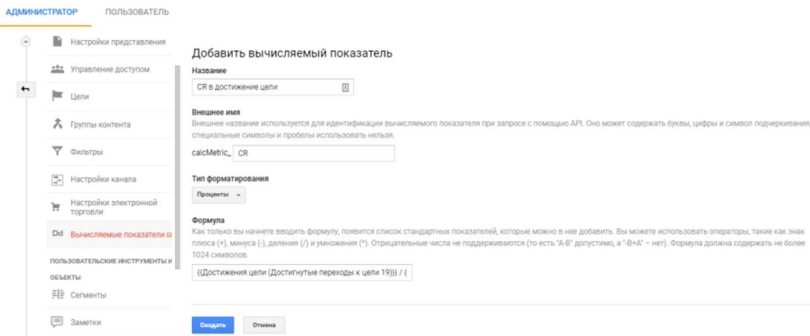 АДМИНИСТРАТОР ПОЛЬЗОВАТЕЛЬ
Настройки представления
Управление доступом
Цели
Группы контента
Фильтры
Настройки канала
Настройки электронной
торговли
Dd Вычисляемые показатели
ПОЛЬЗОВАТЕЛЬСКИЕ ИНСТРУМЕНТЫ И
ОБЪЕКТЫ
Сегменты
Заметки
Добавить вычисляемый показатель
Название
CR в достижение цели
Внешнее имя
Внешнее название используется для идентификации вычисляемого показателя при запросе с помощью API. Оно может содержать буквы, цифры и символ подчеркивания,
специальные символы и пробелы использовать нельзя.
calcMetric_ CR
Тип форматирования
Проценты
Формула
Как только вы начнете вводить формулу, появится список стандартных показателей, которые можно в нее добавить. Вы можете использовать операторы, такие как знак
плюса (+), минуса (-), деления (/) и умножения (*). Отрицательные числа не поддерживаются (то есть "A-B" допустимо, а "-B+A" – нет). Формула должна содержать не более
1024 символов.
{{Достижения цели (Достигнутые переходы к цели 19)}} / {
Создать Отмена